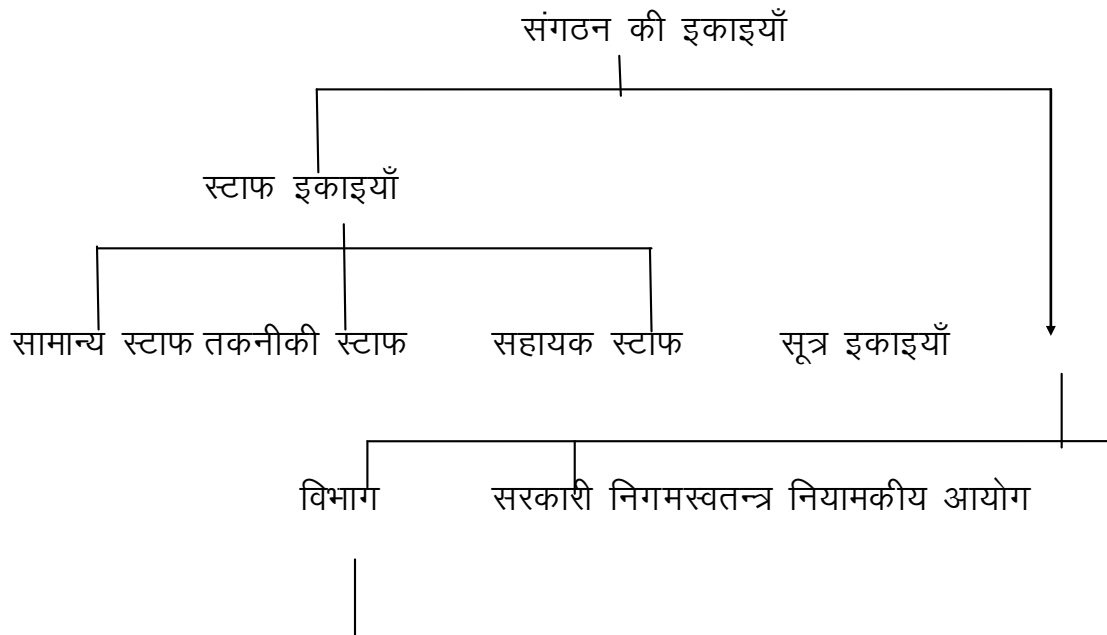 संगठन की इकाइयाँ
स्टाफ इकाइयाँ
सामान्य स्टाफ तकनीकी स्टाफ सहायक स्टाफ सूत्र इकाइयाँ
विभाग सरकारी निगमस्वतन्त्र नियामकीय आयोग